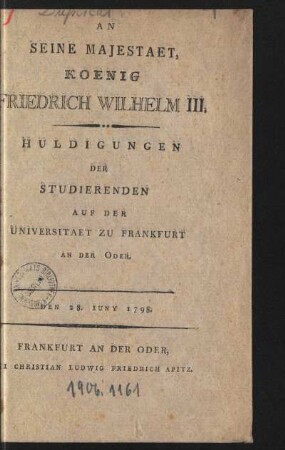 AN
SEINE MAJESTAET,
KOENIG
FRIEDRICH WILHELM III.
HULDIGUNGEN
DER
STUDIERENDEN
AUF DER
UNIVERSITAET ZU FRANKFURT
AN DER ODER.
DEN 28. IUNY 1798.
FRANKFURT AN DER ODER,
I CHRISTIAN LUDWIG FRIEDRICH APITZ.
1906. 1161